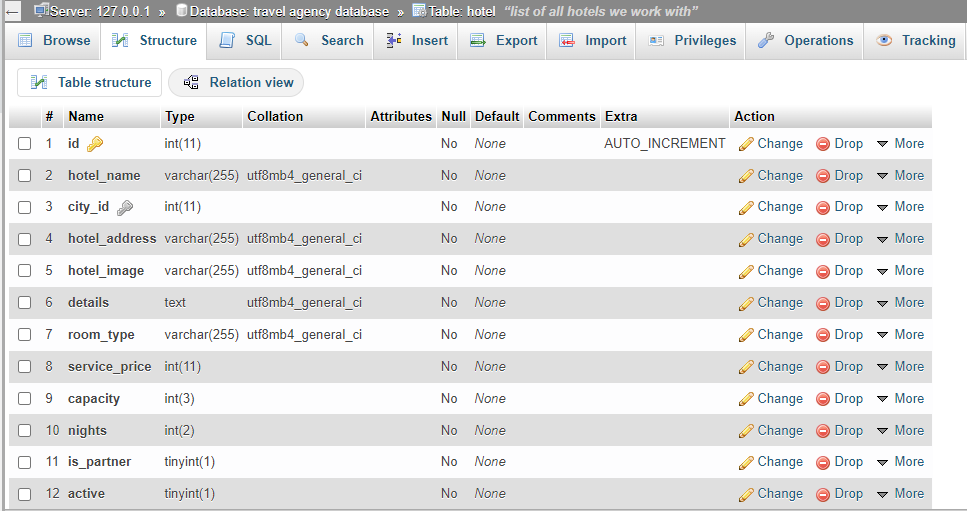 Server: 127.0.0.1 » Database: travel agency database » Table: hotel "list of all hotels we work with"
Browse Structure SQL Search Insert Export Import Privileges Operations Tracking
Table structure Relation view
# Name Type Collation Attributes Null Default Comments Extra Action
1 id int(11) No None AUTO_INCREMENT Change Drop More
2 hotel_name varchar(255) utf8mb4_general_ci No None Change Drop More
3 city_id int(11) No None Change Drop More
4 hotel_address varchar(255) utf8mb4_general_ci No None Change Drop More
5 hotel_image varchar(255) utf8mb4_general_ci No None Change Drop More
6 details text utf8mb4_general_ci No None Change Drop More
7 room_type varchar(255) utf8mb4_general_ci No None Change Drop More
8 service_price int(11) No None Change Drop More
9 capacity int(3) No None Change Drop More
10 nights int(2) No None Change Drop More
11 is_partner tinyint(1) No None Change Drop More
12 active tinyint(1) No None Change Drop More